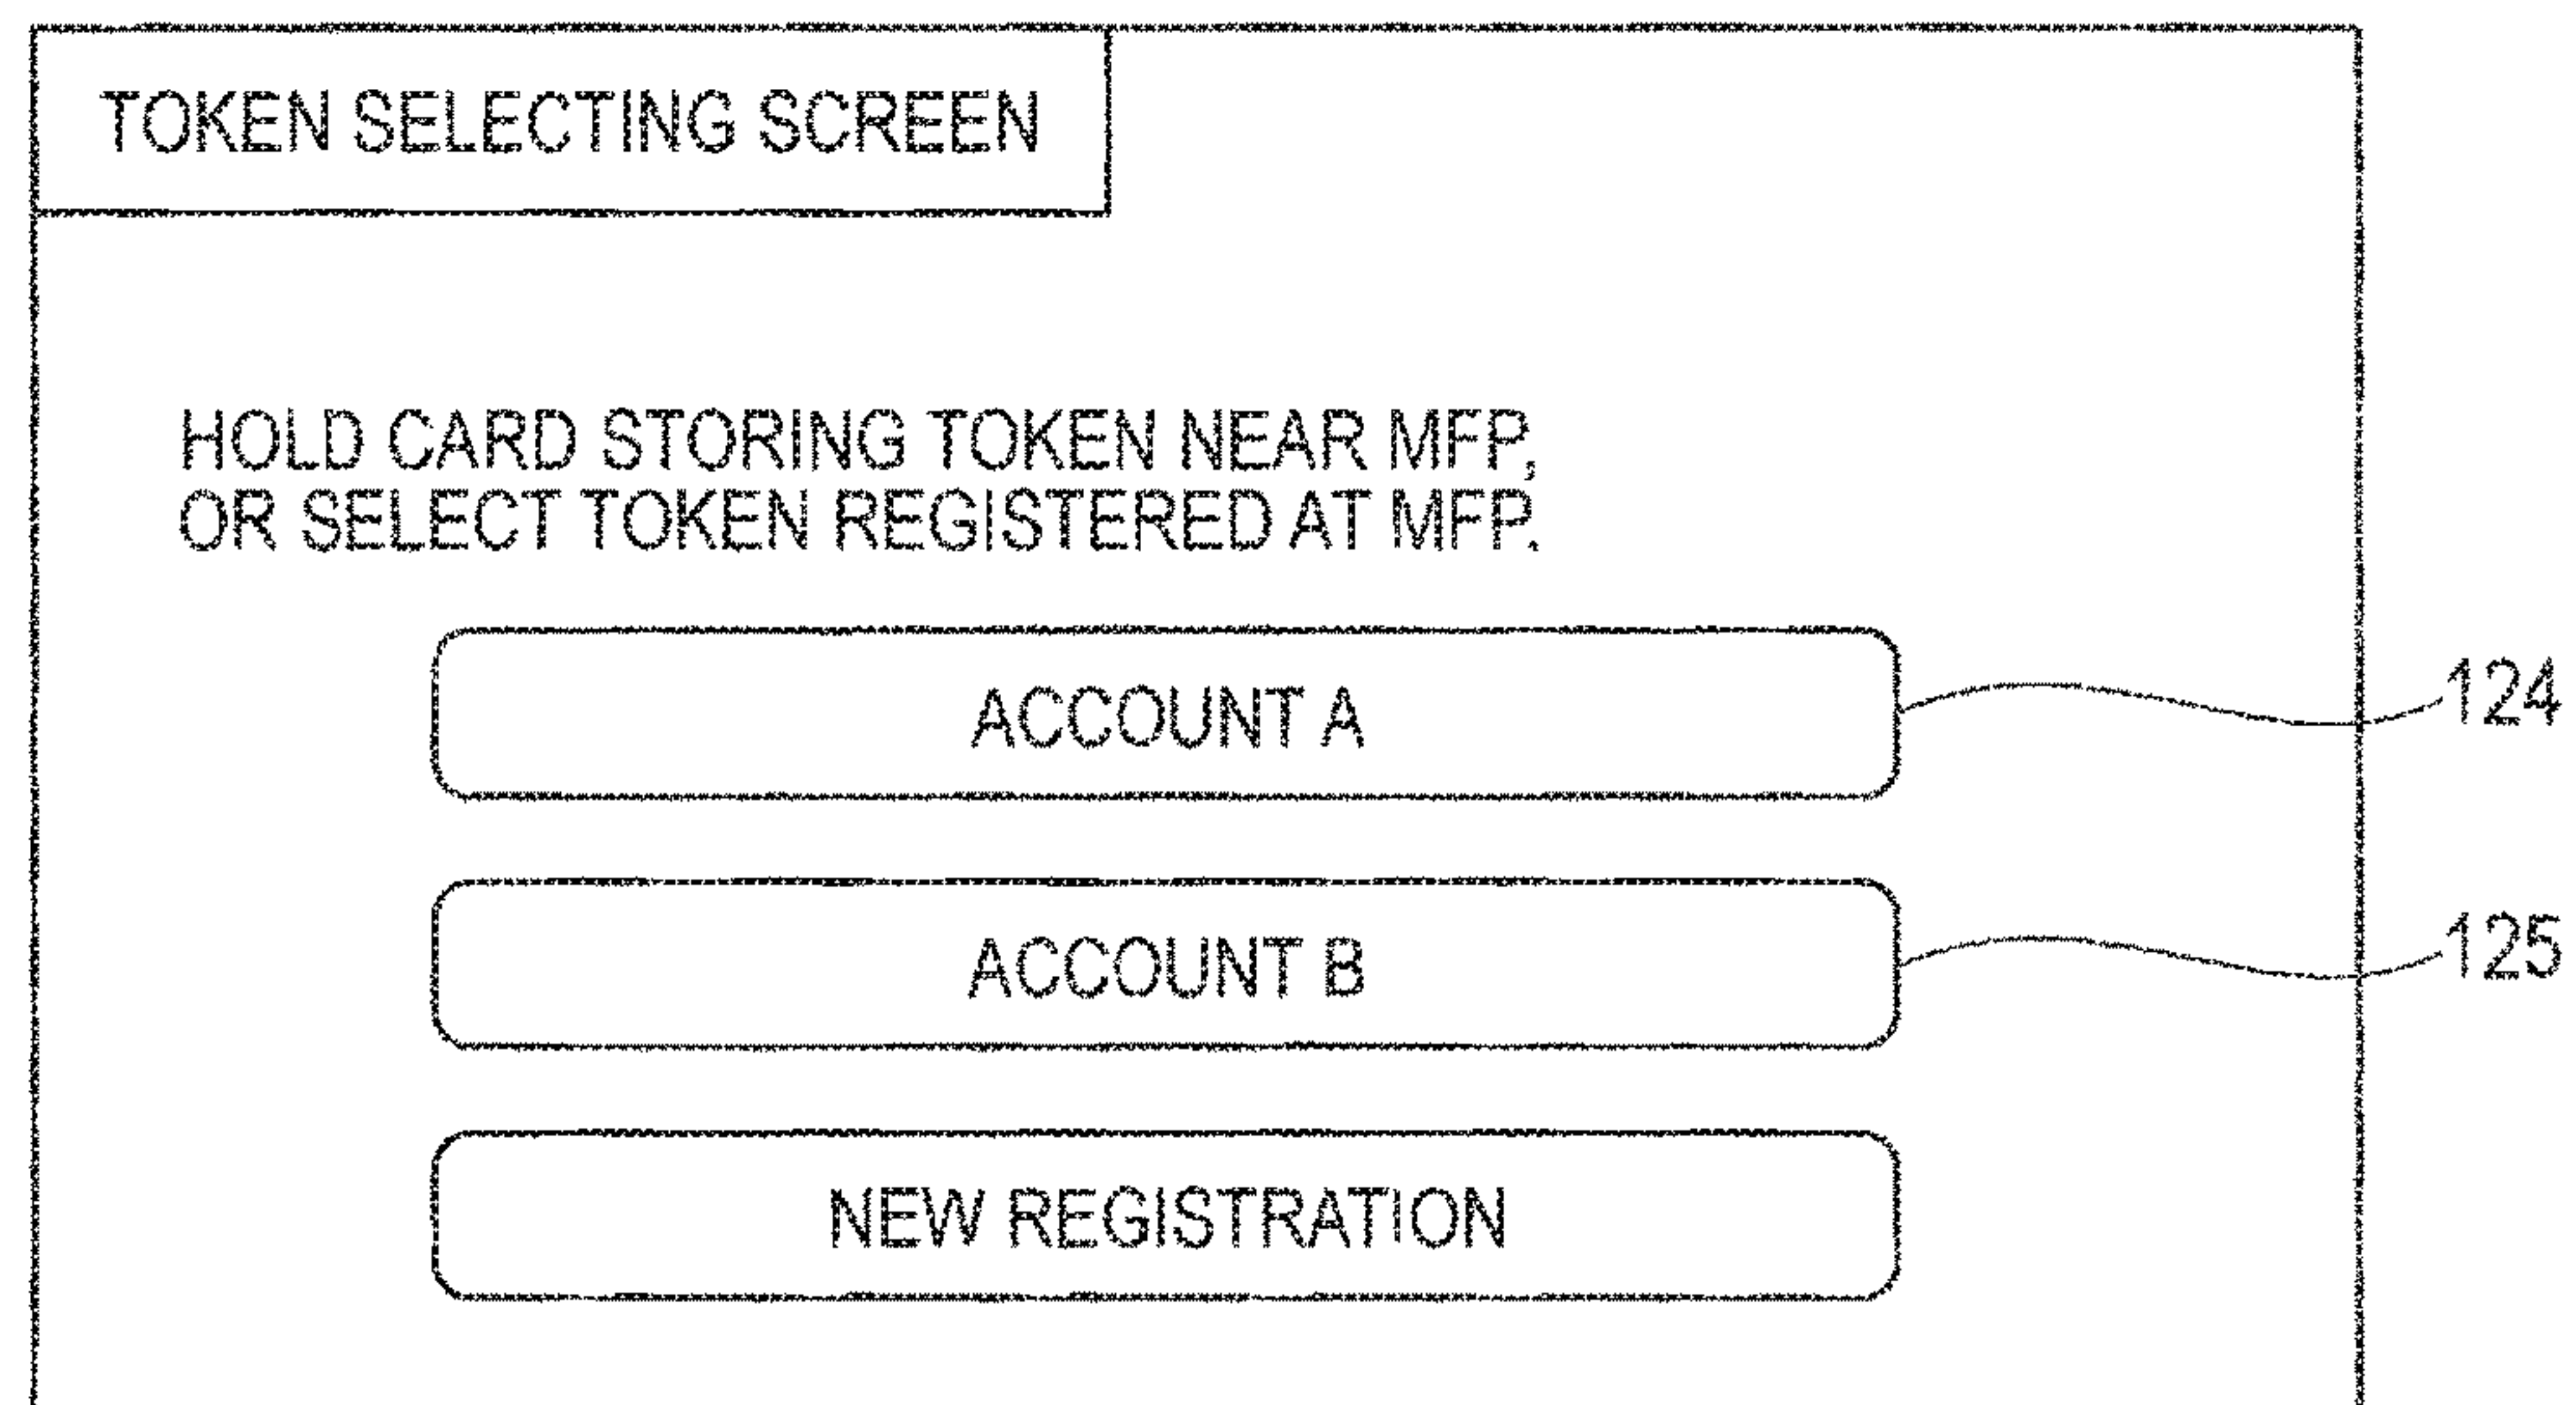 TOKEN SELECTING SCREEN
HOLD CARD STORING TOKEN NEAR MFP,
OR SELECT TOKEN REGISTERED AT MFP.
ACCOUNT A
124
ACCOUNT B
125
NEW REGISTRATION